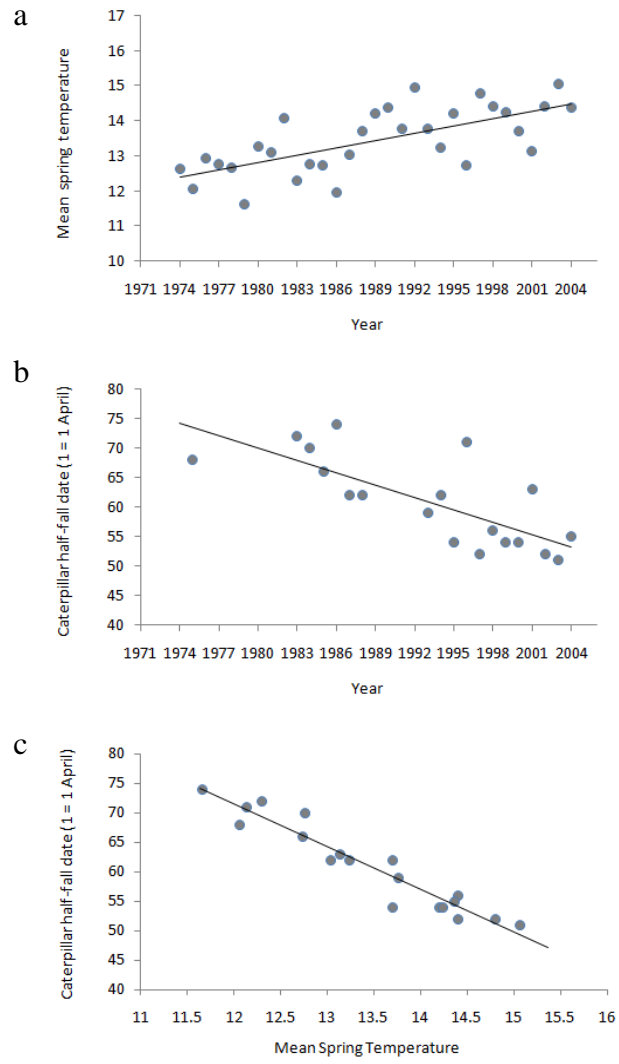 a
Mean spring temperature
17
16
15
14
13
12
11
10
1971 1974 1977 1980 1983 1986 1989 1992 1995 1998 2001 2004
Year
b
Caterpillar half-fall date (1 = 1 April)
80
75
70
65
60
55
50
45
40
1971 1974 1977 1980 1983 1986 1989 1992 1995 1998 2001 2004
Year
c
Caterpillar half-fall date (1 = 1 April)
80
75
70
65
60
55
50
45
40
11 11.5 12 12.5 13 13.5 14 14.5 15 15.5 16
Mean Spring Temperature